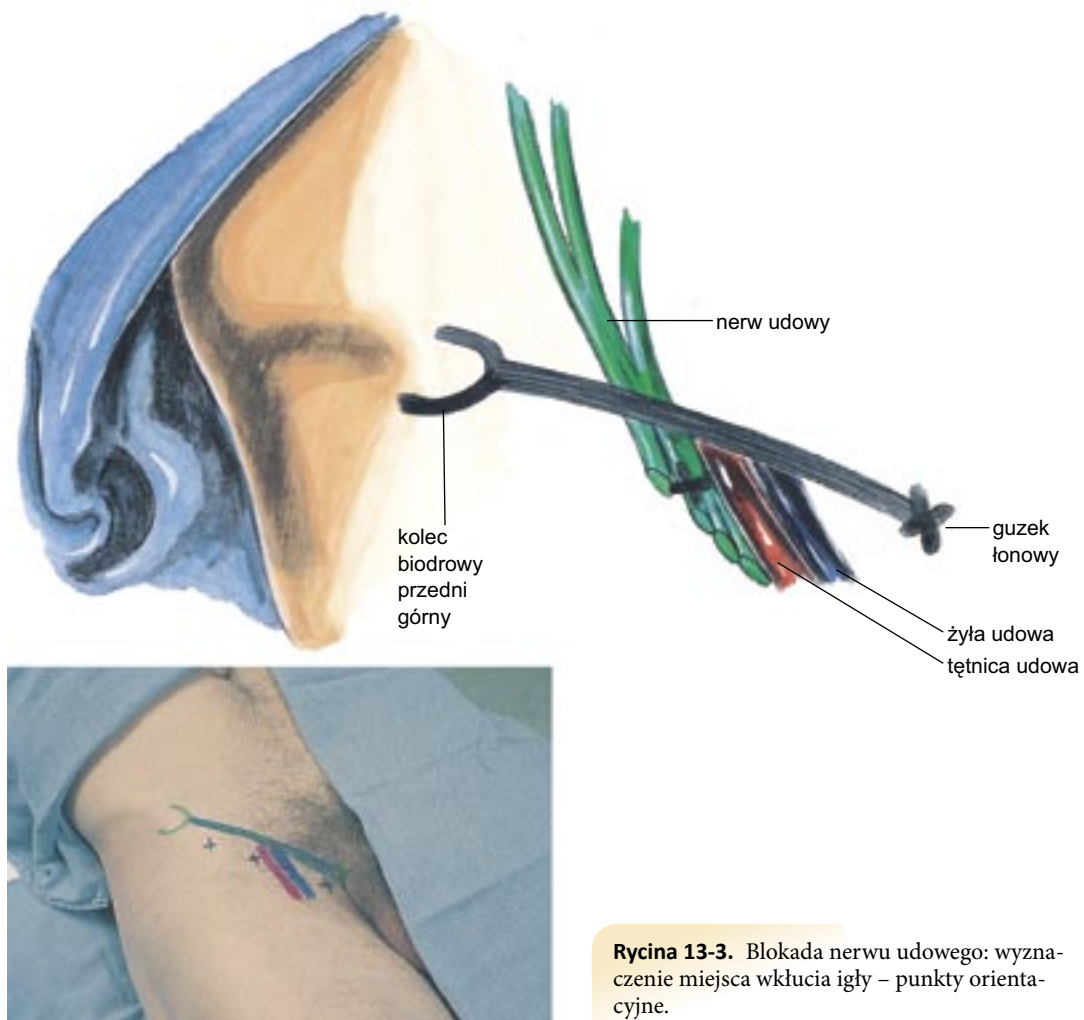 nerw udowy
kolec
biodrowy
przedni
górny
guzek
łonowy
żyła udowa
tętnica udowa
Rycina 13-3. Blokada nerwu udowego: wyzna-
czenie miejsca wkłucia igły – punkty orienta-
cyjne.